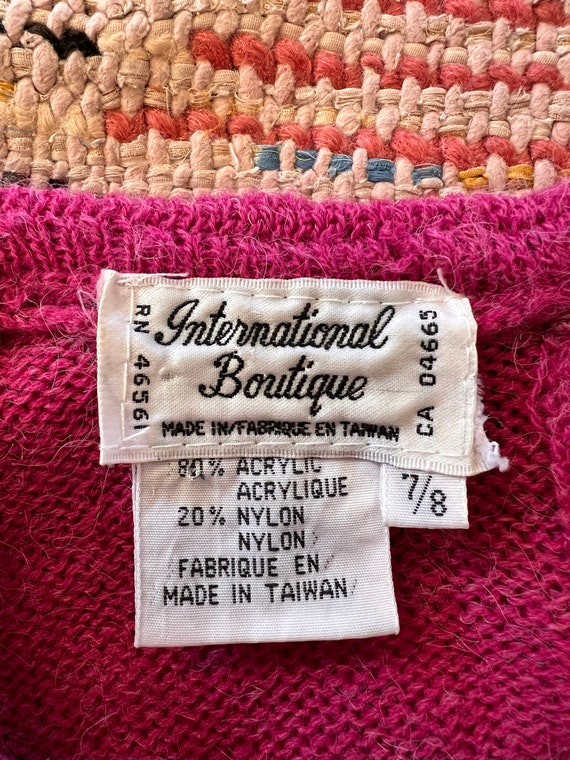 RN 46561
International
Boutique
MADE IN/FABRIQUE EN TAIWAN
CA 04665
80% ACRYLIC
ACRYLIQUE
20% NYLON
NYLON
FABRIQUE EN
MADE IN TAIWAN
7/8